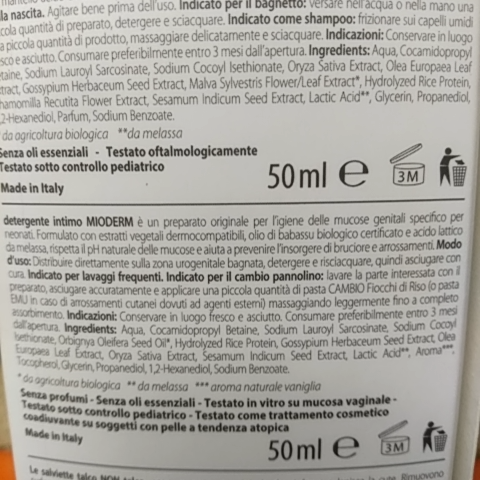 la nascita. Agitare bene prima dell'uso. Indicato per il bagnetto: versare nell'acqua o nella mano una
cola quantità di preparato, detergere e sciacquare. Indicato come shampoo: frizionare sui capelli umidi
a piccola quantità di prodotto, massaggiare delicatamente e sciacquare. Indicazioni: Conservare in luogo
sco e asciutto. Consumare preferibilmente entro 3 mesi dall'apertura. Ingredients: Aqua, Cocamidopropyl
taine, Sodium Lauroyl Sarcosinate, Sodium Cocoyl Isethionate, Oryza Sativa Extract, Olea Europaea Leaf
tract, Gossypium Herbaceum Seed Extract, Malva Sylvestris Flower/Leaf Extract*, Hydrolyzed Rice Protein,
hamomilla Recutita Flower Extract, Sesamum Indicum Seed Extract, Lactic Acid**, Glycerin, Propanediol,
,2-Hexanediol, Parfum, Sodium Benzoate.
da agricoltura biologica **da melassa
Senza oli essenziali - Testato oftalmologicamente
Testato sotto controllo pediatrico
Made in Italy
50 ml e 3M
detergente intimo MIODERM è un preparato originale per l'igiene delle mucose genitali specifico per
neonati. Formulato con estratti vegetali dermocompatibili, olio di babassu biologico certificato e acido lattico
da melassa, rispetta il pH naturale delle mucose e aiuta a prevenire l'insorgere di bruciore e arrossamenti. Modo
d'uso: Distribuire direttamente sulla zona urogenitale bagnata, detergere e risciacquare, quindi asciugare con
cura. Indicato per lavaggi frequenti. Indicato per il cambio pannolino: lavare la parte interessata con il
preparato, asciugare accuratamente e applicare una piccola quantità di pasta CAMBIO Fiocchi di Riso (o pasta
EMU in caso di arrossamenti cutanei dovuti ad agenti esterni) massaggiando leggermente fino a completo
assorbimento. Indicazioni: Conservare in luogo fresco e asciutto. Consumare preferibilmente entro 3 mesi
dall'apertura. Ingredients: Aqua, Cocamidopropyl Betaine, Sodium Lauroyl Sarcosinate, Sodium Cocoyl
Isethionate, Orbignya Oleifera Seed Oil*, Hydrolyzed Rice Protein, Gossypium Herbaceum Seed Extract, Olea
Europaea Leaf Extract, Oryza Sativa Extract, Sesamum Indicum Seed Extract, Lactic Acid**, Aroma***,
Tocopherol, Glycerin, Propanediol, 1,2-Hexanediol, Sodium Benzoate.
* da agricoltura biologica ** da melassa *** aroma naturale vaniglia
Senza profumi - Senza oli essenziali - Testato in vitro su mucosa vaginale -
Testato sotto controllo pediatrico - Testato come trattamento cosmetico
coadiuvante su soggetti con pelle a tendenza atopica
Made in Italy
50 ml e 3M
Le salviette talco NON